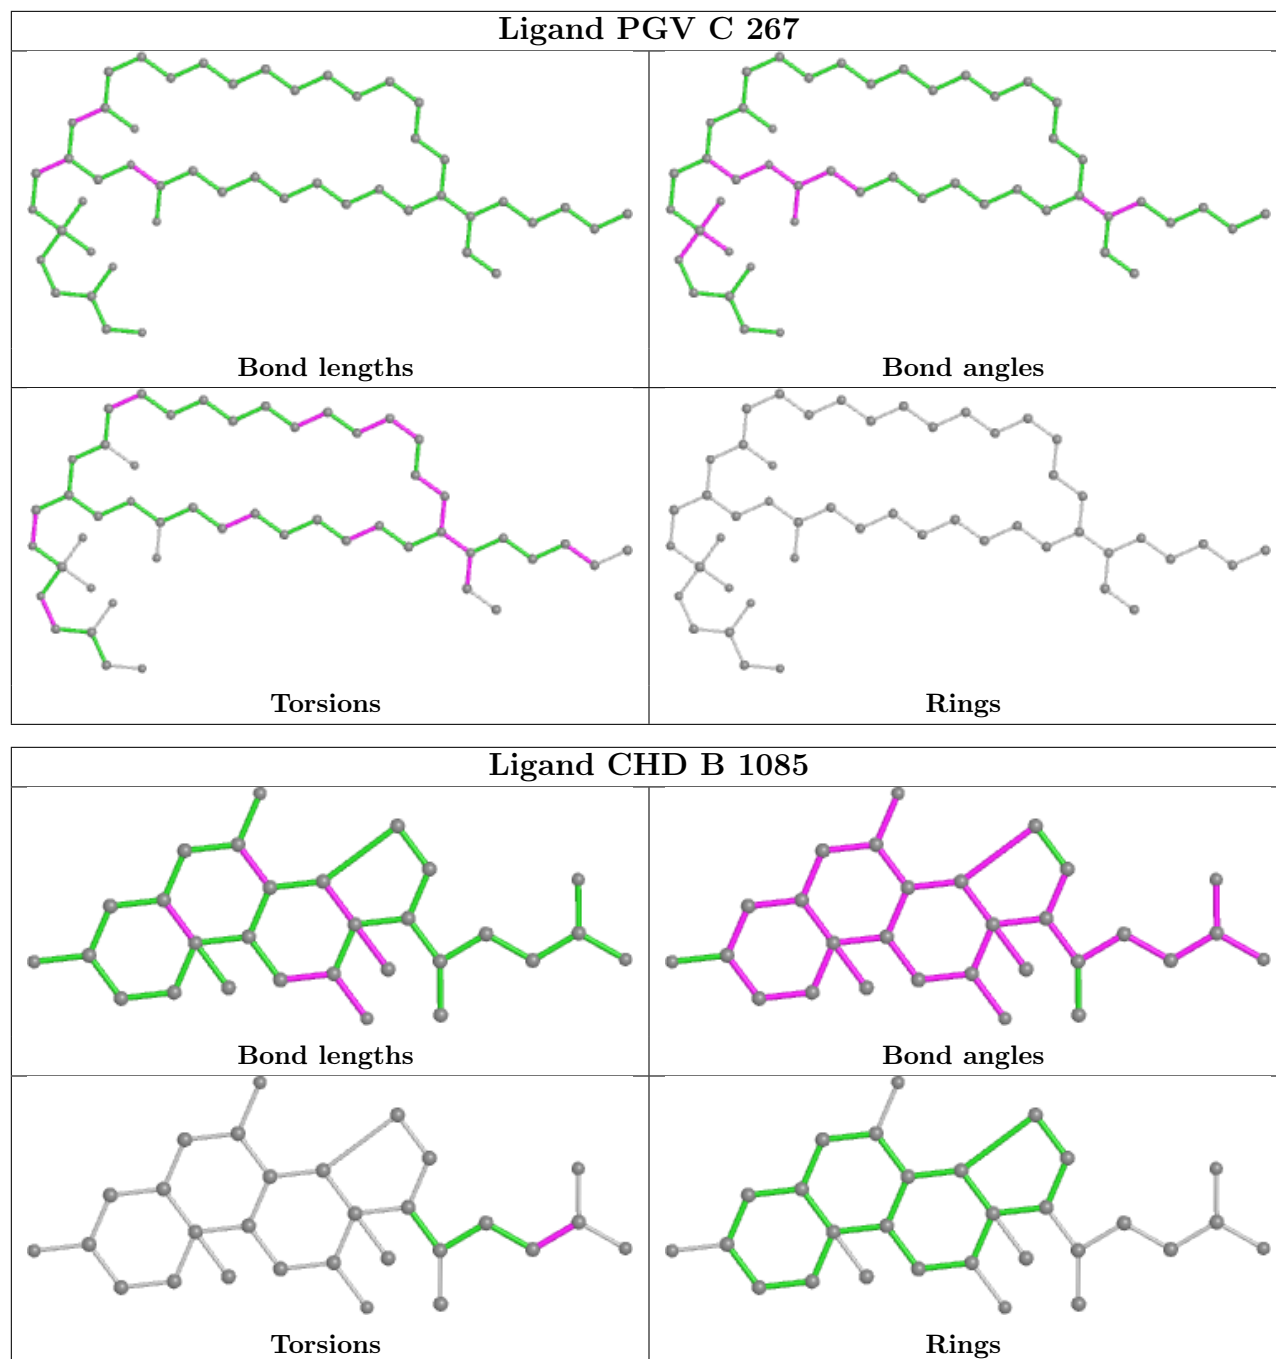 Ligand PGV C 267
Bond lengths
Bond angles
Torsions
Rings
Ligand CHD B 1085
Bond lengths
Bond angles
Torsions
Rings